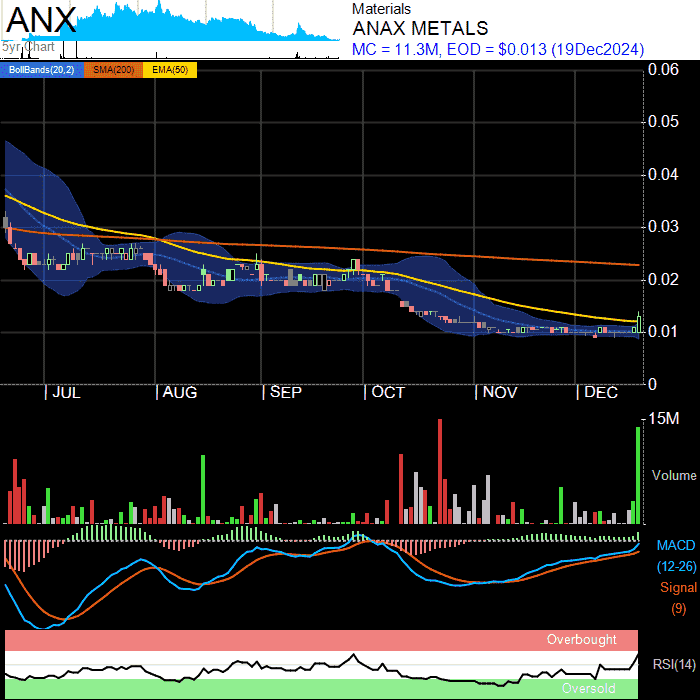 ANX
5yr Chart
Materials
ANAX METALS
MC = 11.3M, EOD = $0.013 (19Dec2024)
BollBands(20,2) SMA(200) EMA(50)
0.06
0.05
0.04
0.03
0.02
0.01
0
JUL AUG SEP OCT NOV DEC
15M
Volume
MACD
(12-26)
Signal
(9)
Overbought
RSI(14)
Oversold